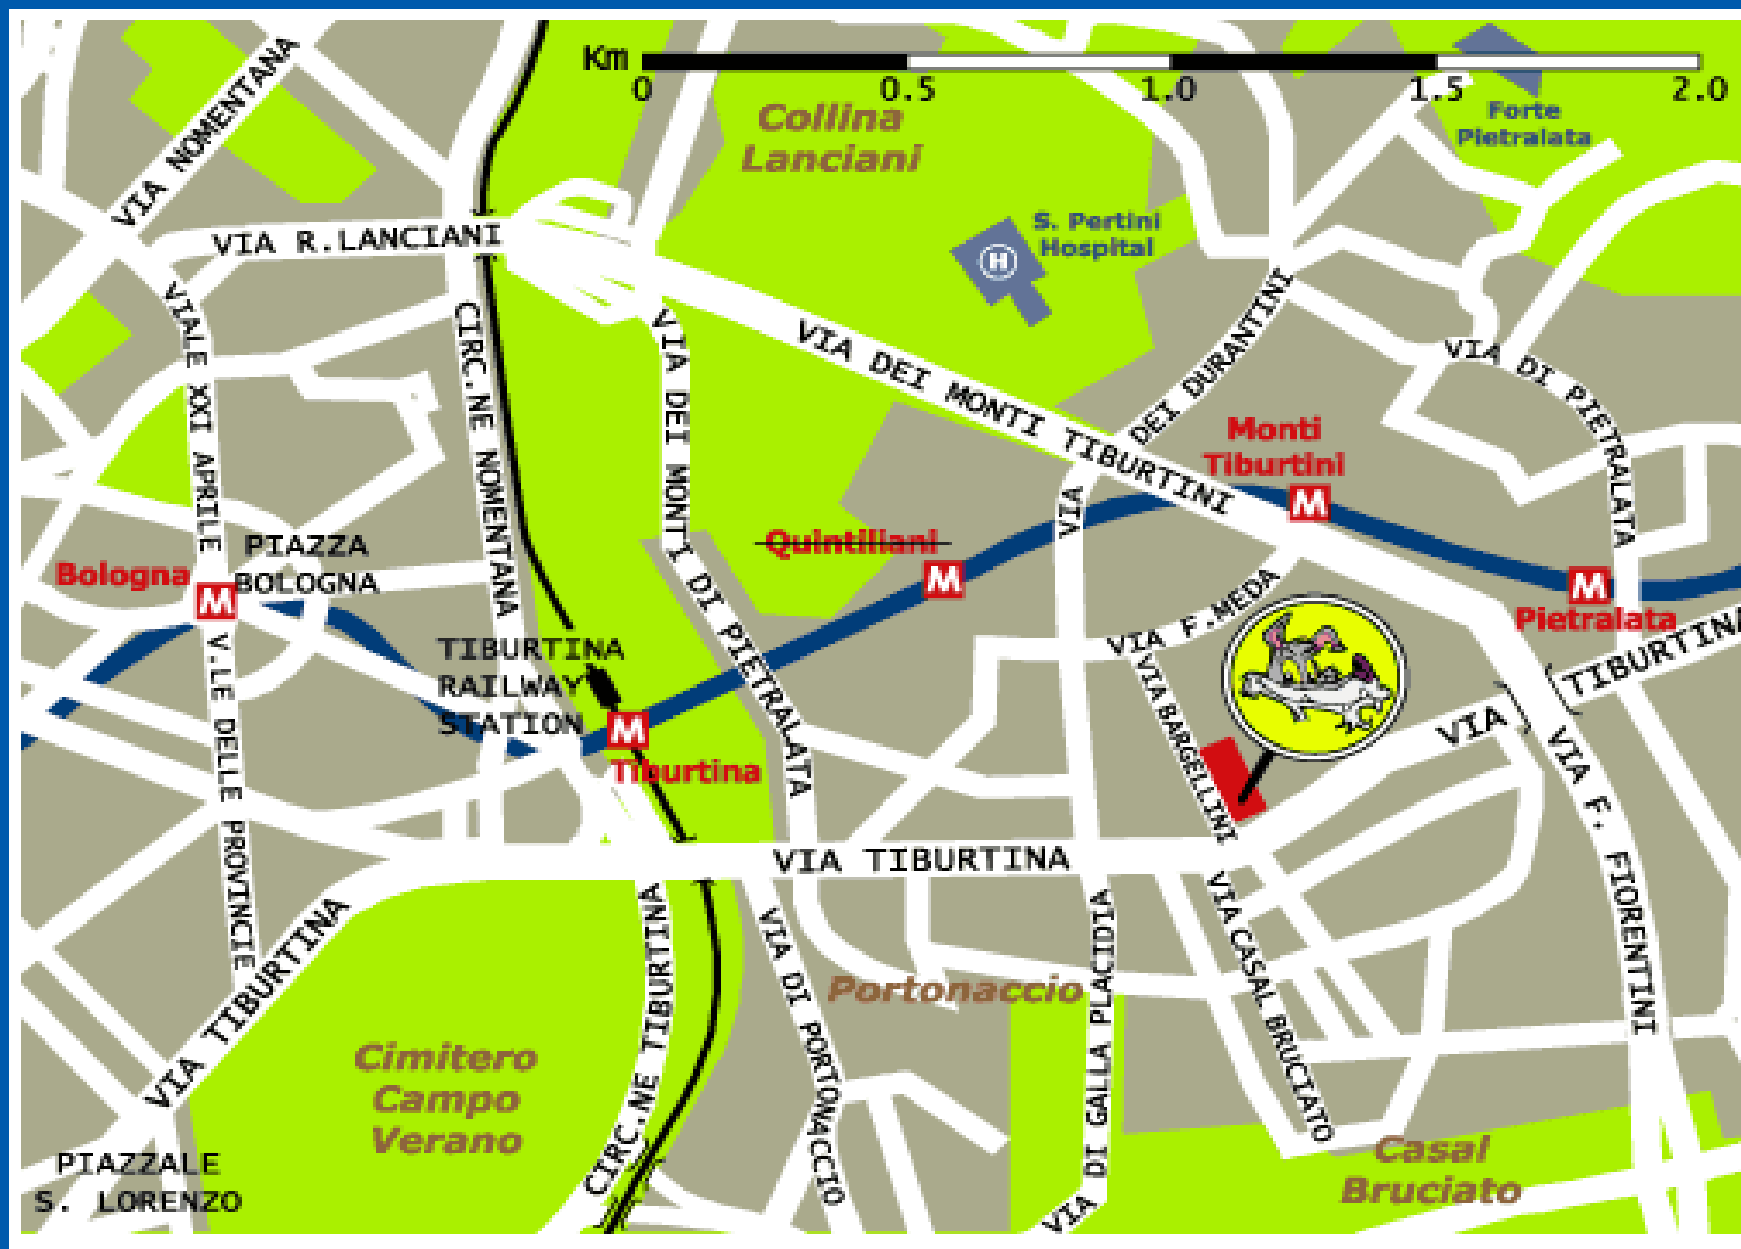 Km
0
0.5
1.0
1.5
2.0
VIA NOMENTANA
Collina
Lanciani
Forte
Pietralata
VIA R.LANCIANI
S. Pertini
Hospital
H
VIALE XXI APRILE
CIRC.NE NOMENTANA
VIA DEI MONTI DI PIETRALATA
VIA DEI MONTI TIBURTINI
VIA DEI DURANTINI
VIA DI PIETRALATA
Monti
Tiburtini
M
Quintiliani
M
PIAZZA
BOLOGNA
Bologna
M
M
Pietralata
VIA F.MEDA
TIBURTINA
RAILWAY
STATION
M
Tiburtina
V.LE DELLE PROVINCIE
VIA BARGELLINI
VIA TIBURTINA
VIA F. FIORENTINI
VIA TIBURTINA
VIA TIBURTINA
CIRC.NE TIBURTINA
VIA DI PORTONACCIO
Portonaccio
VIA DI GALLA PLACIDIA
VIA CASAL BRUCIATO
Cimitero
Campo
Verano
Casal
Bruciato
PIAZZALE
S. LORENZO